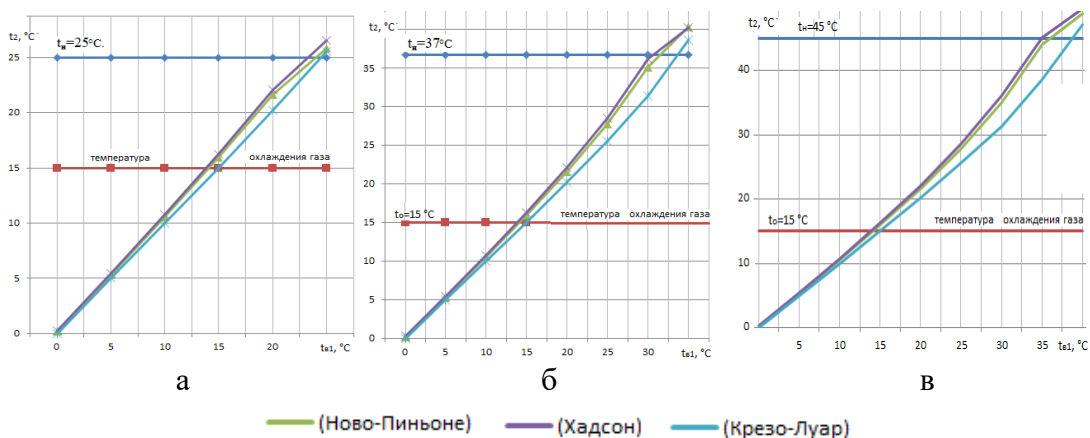 t₂, °C
tн=25°C.
25
20
15
10
5
0
температура охлаждения газа
0 5 10 15 20 tв1, °C
а
t₂, °C
tн=37°C
35
30
25
20
15
10
5
0
tо=15 °C
температура охлаждения газа
0 5 10 15 20 25 30 tв1, °C
б
t₂, °C
tн=45 °C
40
30
20
10
0
tо=15 °C
температура охлаждения газа
5 10 15 20 25 30 35 tв1, °C
в
(Ново-Пиньоне) (Хадсон) (Крезо-Луар)